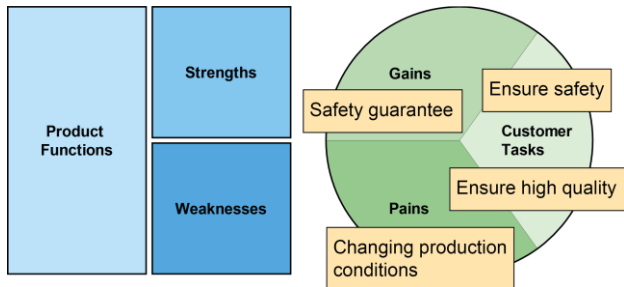 Product
Functions
Strengths
Weaknesses
Gains
Safety guarantee
Ensure safety
Customer
Tasks
Ensure high quality
Pains
Changing production
conditions